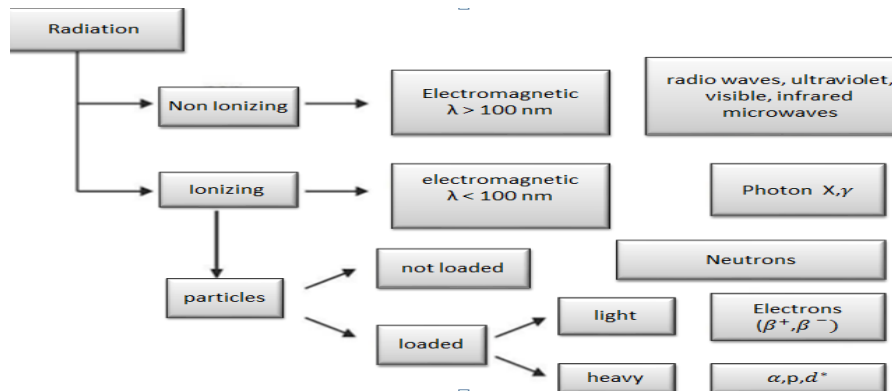 Radiation
Non Ionizing
Electromagnetic
λ > 100 nm
radio waves, ultraviolet,
visible, infrared
microwaves
Ionizing
electromagnetic
λ < 100 nm
Photon X,γ
particles
not loaded
Neutrons
loaded
light
Electrons
(β⁺,β⁻)
heavy
α,p,d*